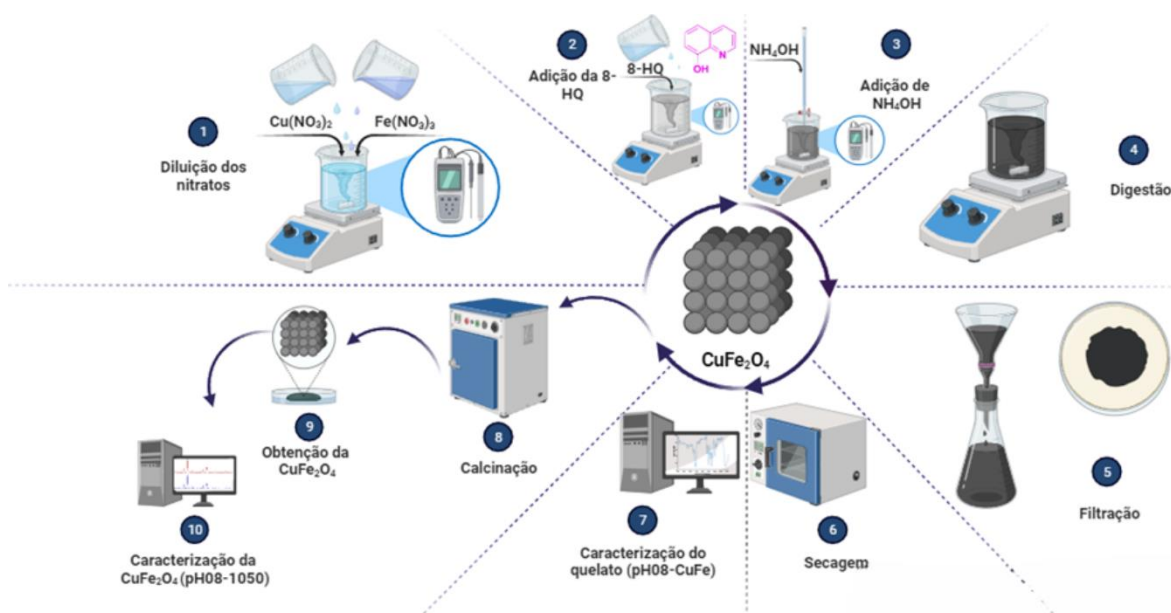 1
Cu(NO₃)₂
Fe(NO₃)₃
Diluição dos
nitratos
2
Adição da 8-
HQ
8-HQ
OH
N
3
NH₄OH
Adição de
NH₄OH
4
Digestão
5
Filtração
6
Secagem
7
Caracterização do
quelato (pH08-CuFe)
8
Calcinação
9
Obtenção da
CuFe₂O₄
10
Caracterização da
CuFe₂O₄ (pH08-1050)
CuFe₂O₄